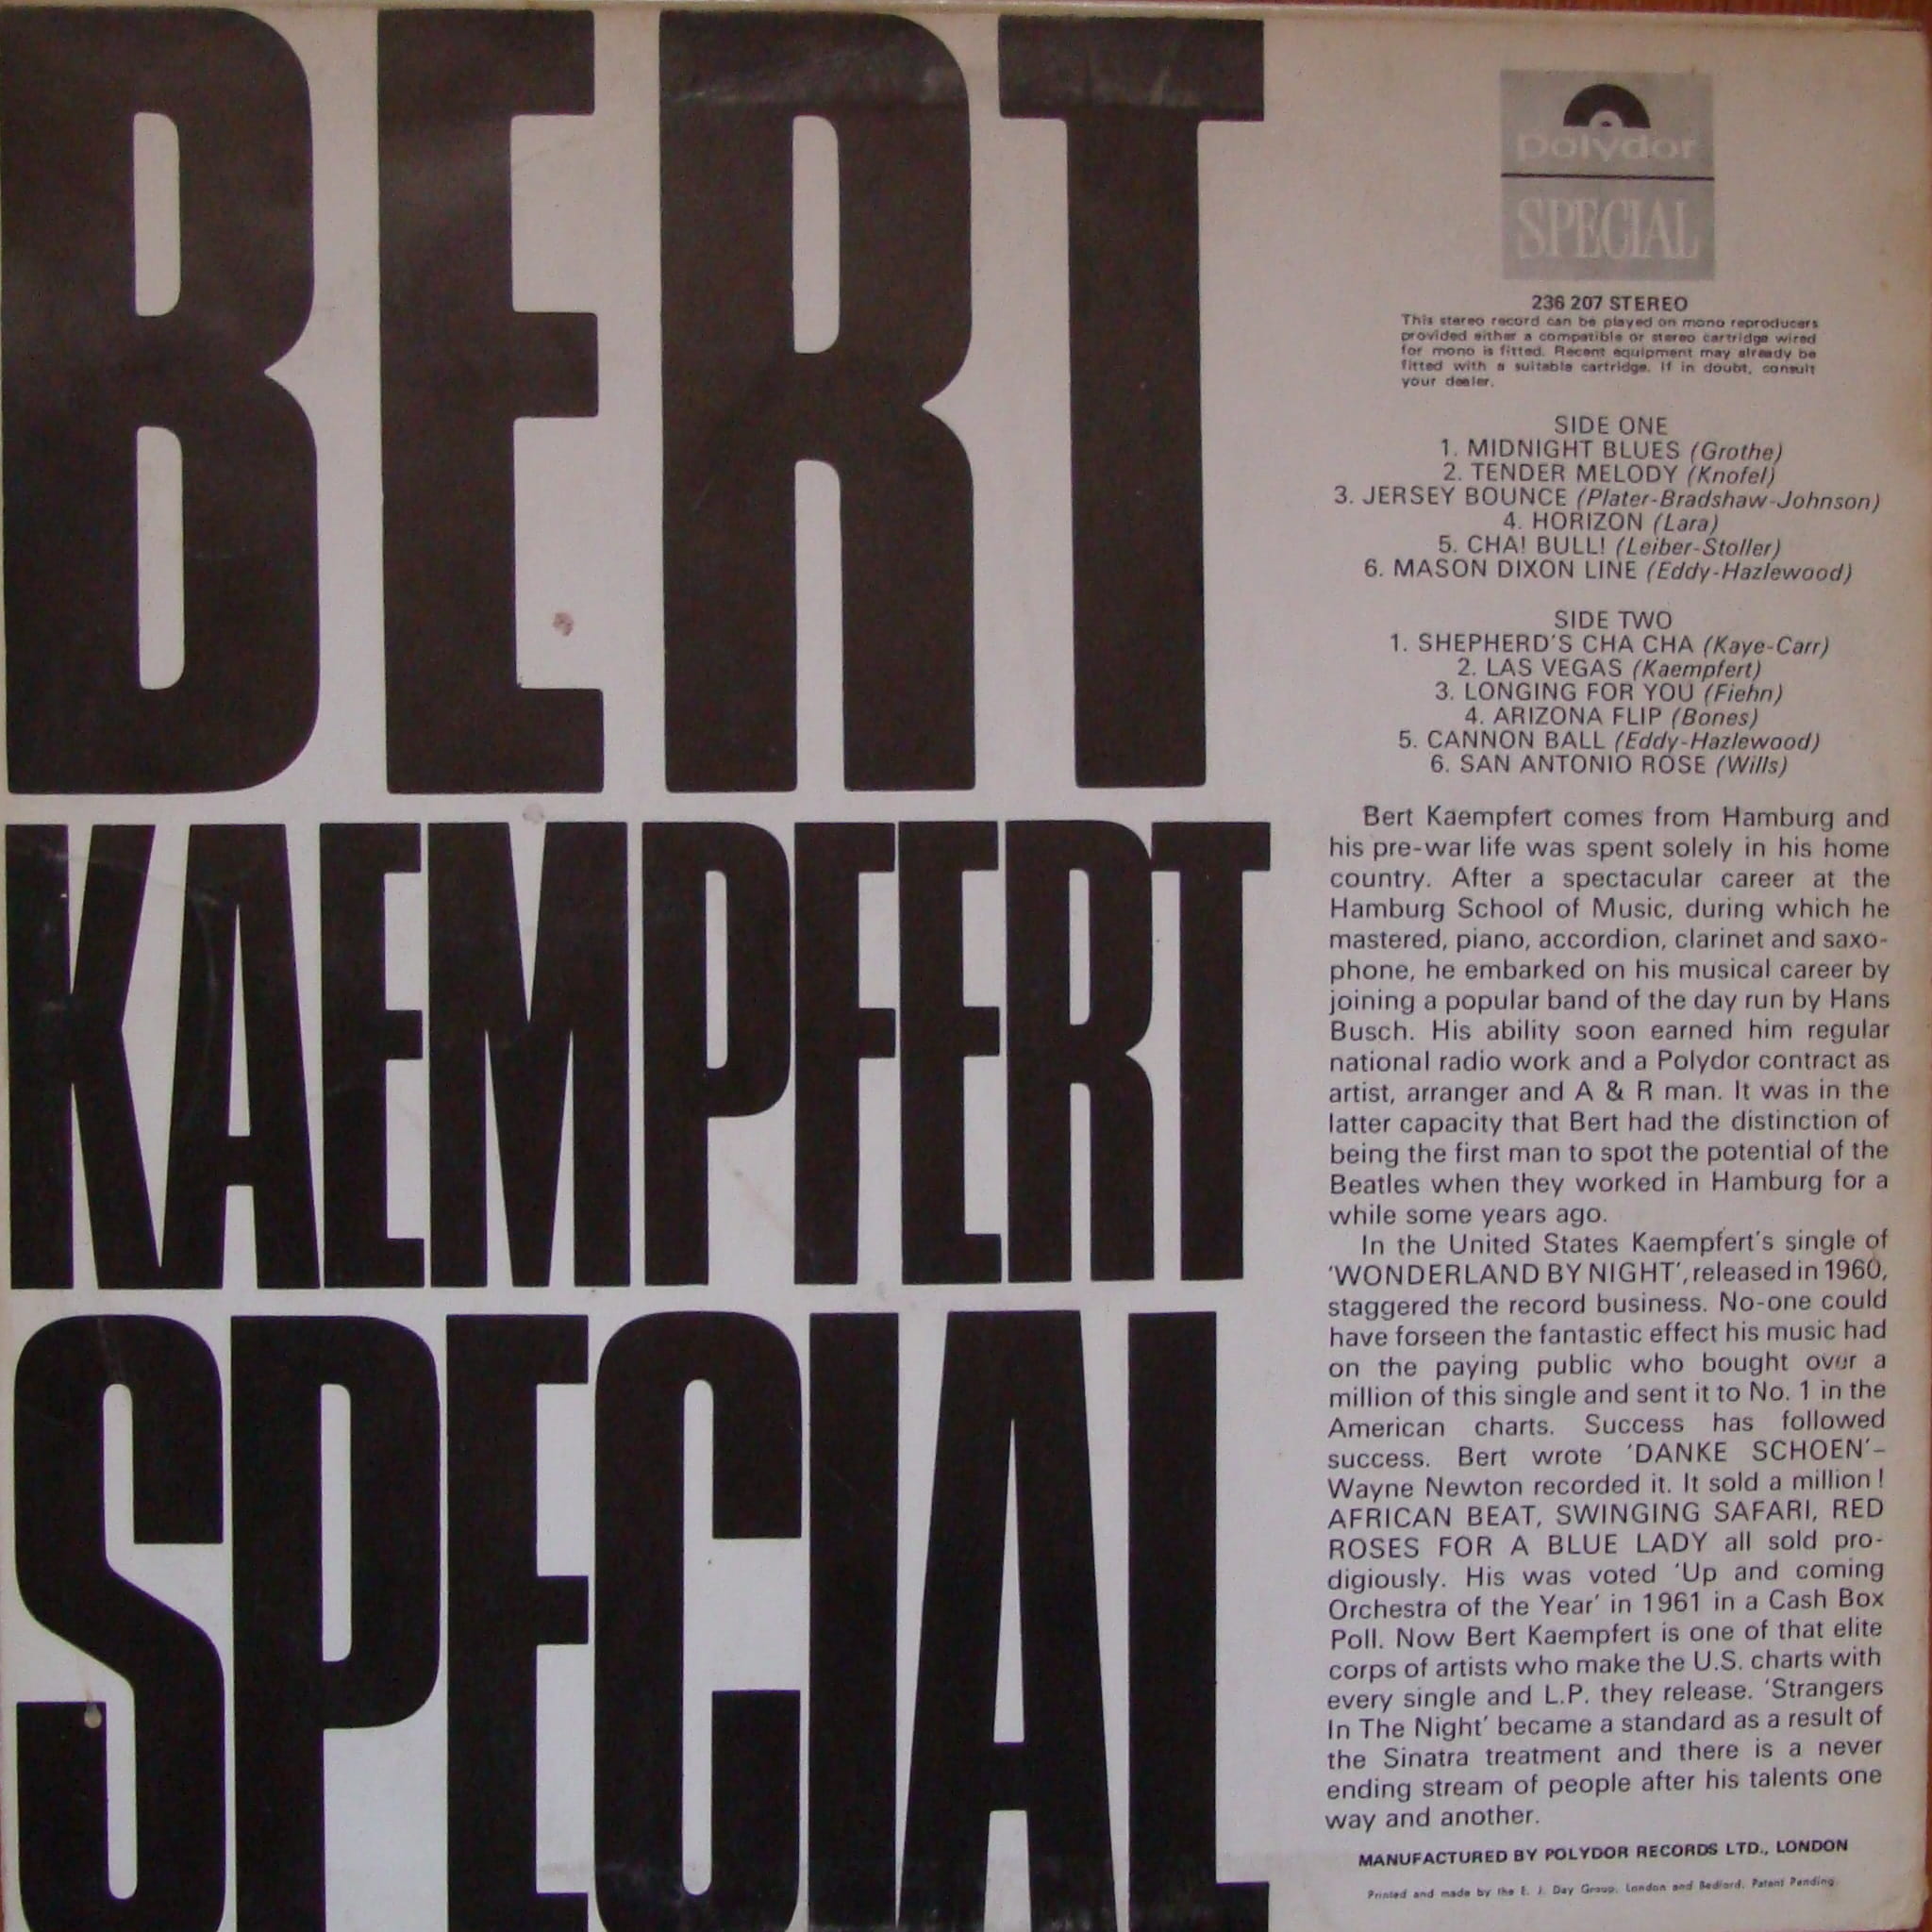 BERT
KAEMPFERT
SPECIAL
polydor
SPECIAL
236 207 STEREO
This stereo record can be played on mono reproducers
provided either a compatible or stereo cartridge wired
for mono is fitted. Recent equipment may already be
fitted with a suitable cartridge. If in doubt, consult
your dealer.
SIDE ONE
1. MIDNIGHT BLUES (Grothe)
2. TENDER MELODY (Knofel)
3. JERSEY BOUNCE (Plater-Bradshaw-Johnson)
4. HORIZON (Lara)
5. CHA! BULL! (Leiber-Stoller)
6. MASON DIXON LINE (Eddy-Hazlewood)
SIDE TWO
1. SHEPHERD'S CHA CHA (Kaye-Carr)
2. LAS VEGAS (Kaempfert)
3. LONGING FOR YOU (Fiehn)
4. ARIZONA FLIP (Bones)
5. CANNON BALL (Eddy-Hazlewood)
6. SAN ANTONIO ROSE (Wills)
Bert Kaempfert comes from Hamburg and
his pre-war life was spent solely in his home
country. After a spectacular career at the
Hamburg School of Music, during which he
mastered, piano, accordion, clarinet and saxo-
phone, he embarked on his musical career by
joining a popular band of the day run by Hans
Busch. His ability soon earned him regular
national radio work and a Polydor contract as
artist, arranger and A & R man. It was in the
latter capacity that Bert had the distinction of
being the first man to spot the potential of the
Beatles when they worked in Hamburg for a
while some years ago.
In the United States Kaempfert's single of
'WONDERLAND BY NIGHT', released in 1960,
staggered the record business. No-one could
have forseen the fantastic effect his music had
on the paying public who bought over a
million of this single and sent it to No. 1 in the
American charts. Success has followed
success. Bert wrote 'DANKE SCHOEN'–
Wayne Newton recorded it. It sold a million!
AFRICAN BEAT, SWINGING SAFARI, RED
ROSES FOR A BLUE LADY all sold pro-
digiously. His was voted 'Up and coming
Orchestra of the Year' in 1961 in a Cash Box
Poll. Now Bert Kaempfert is one of that elite
corps of artists who make the U.S. charts with
every single and L.P. they release. 'Strangers
In The Night' became a standard as a result of
the Sinatra treatment and there is a never
ending stream of people after his talents one
way and another.
MANUFACTURED BY POLYDOR RECORDS LTD., LONDON
Printed and made by the E. J. Day Group, London and Bedford. Patent Pending.